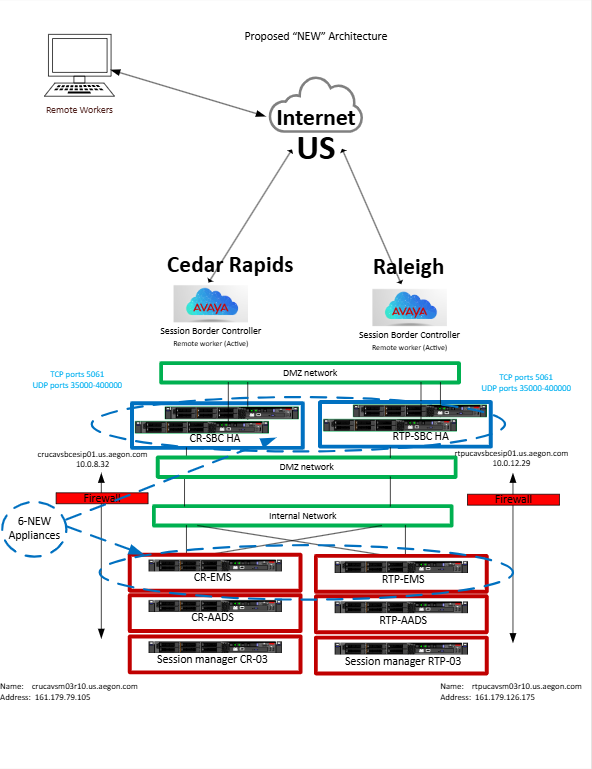 Proposed "NEW" Architecture
Remote Workers
Internet
US
Cedar Rapids
Raleigh
AVAYA
AVAYA
Session Border Controller
Remote worker (Active)
Session Border Controller
Remote worker (Active)
DMZ network
TCP ports 5061
UDP ports 35000-400000
TCP ports 5061
UDP ports 35000-400000
CR-SBC HA
RTP-SBC HA
crucavsbcesip01.us.aegon.com
10.0.8.32
rtpucavsbcesip01.us.aegon.com
10.0.12.29
DMZ network
Firewall
Firewall
Internal Network
6-NEW
Appliances
CR-EMS
RTP-EMS
CR-AADS
RTP-AADS
Session manager CR-03
Session manager RTP-03
Name: crucavsm03r10.us.aegon.com
Address: 161.179.79.105
Name: rtpucavsm03r10.us.aegon.com
Address: 161.179.126.175